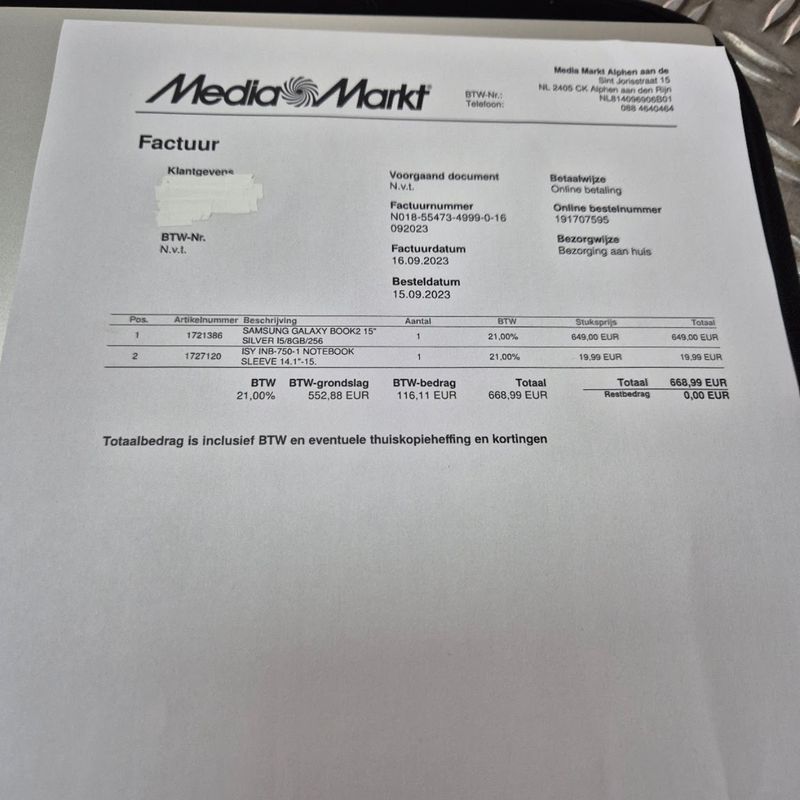 Media Markt
BTW-Nr.:
Telefoon:
Media Markt Alphen aan de
Sint Jorisstraat 15
NL 2405 CK Alphen aan den Rijn
NL814096906B01
088 4640464
Factuur
Klantgevens
BTW-Nr.
N.v.t.
Voorgaand document
N.v.t.
Factuurnummer
N018-55473-4999-0-16
092023
Factuurdatum
16.09.2023
Besteldatum
15.09.2023
Betaalwijze
Online betaling
Online bestelnummer
191707595
Bezorgwijze
Bezorging aan huis
Pos. Artikelnummer Beschrijving Aantal BTW Stuksprijs Totaal
1 1721386 SAMSUNG GALAXY BOOK2 15" 1 21,00% 649,00 EUR 649,00 EUR
SILVER I5/8GB/256
2 1727120 ISY INB-750-1 NOTEBOOK 1 21,00% 19,99 EUR 19,99 EUR
SLEEVE 14.1"-15.
BTW BTW-grondslag BTW-bedrag Totaal Totaal 668,99 EUR
21,00% 552,88 EUR 116,11 EUR 668,99 EUR Restbedrag 0,00 EUR
Totaalbedrag is inclusief BTW en eventuele thuiskopieheffing en kortingen